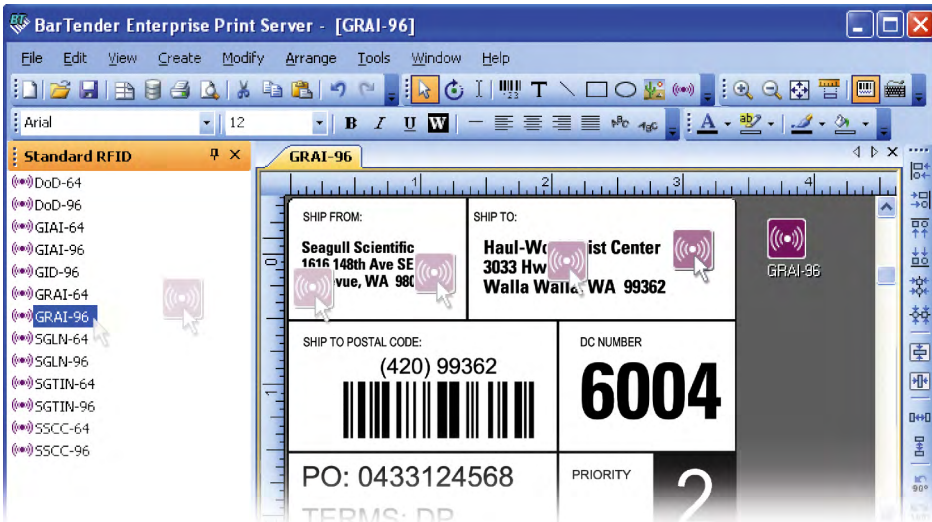 BarTender Enterprise Print Server - [GRAI-96]
File Edit View Create Modify Arrange Tools Window Help
Arial 12 B I U W
Standard RFID
DoD-64
DoD-96
GIAI-64
GIAI-96
GID-96
GRAI-64
GRAI-96
SGLN-64
SGLN-96
SGTIN-64
SGTIN-96
SSCC-64
SSCC-96
GRAI-96
1 2 3 4
SHIP FROM:
Seagull Scientific
1616 148th Ave SE
WA
SHIP TO:
Center
3033
Walla Walla, WA 99362
GRAI-96
SHIP TO POSTAL CODE:
(420) 99362
DC NUMBER
6004
1
PO: 0433124568
TERMS: DP
PRIORITY
2
90°